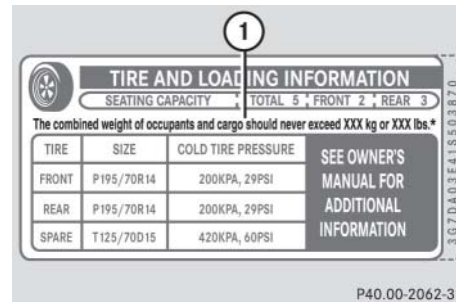 1
TIRE AND LOADING INFORMATION
SEATING CAPACITY TOTAL 5 FRONT 2 REAR 3
The combined weight of occupants and cargo should never exceed XXX kg or XXX lbs.*
TIRE SIZE COLD TIRE PRESSURE
FRONT P195/70R14 200KPA, 29PSI
REAR P195/70R14 200KPA, 29PSI
SPARE T125/70D15 420KPA, 60PSI
SEE OWNER'S
MANUAL FOR
ADDITIONAL
INFORMATION
3G7DA03E41S503870
P40.00-2062-3